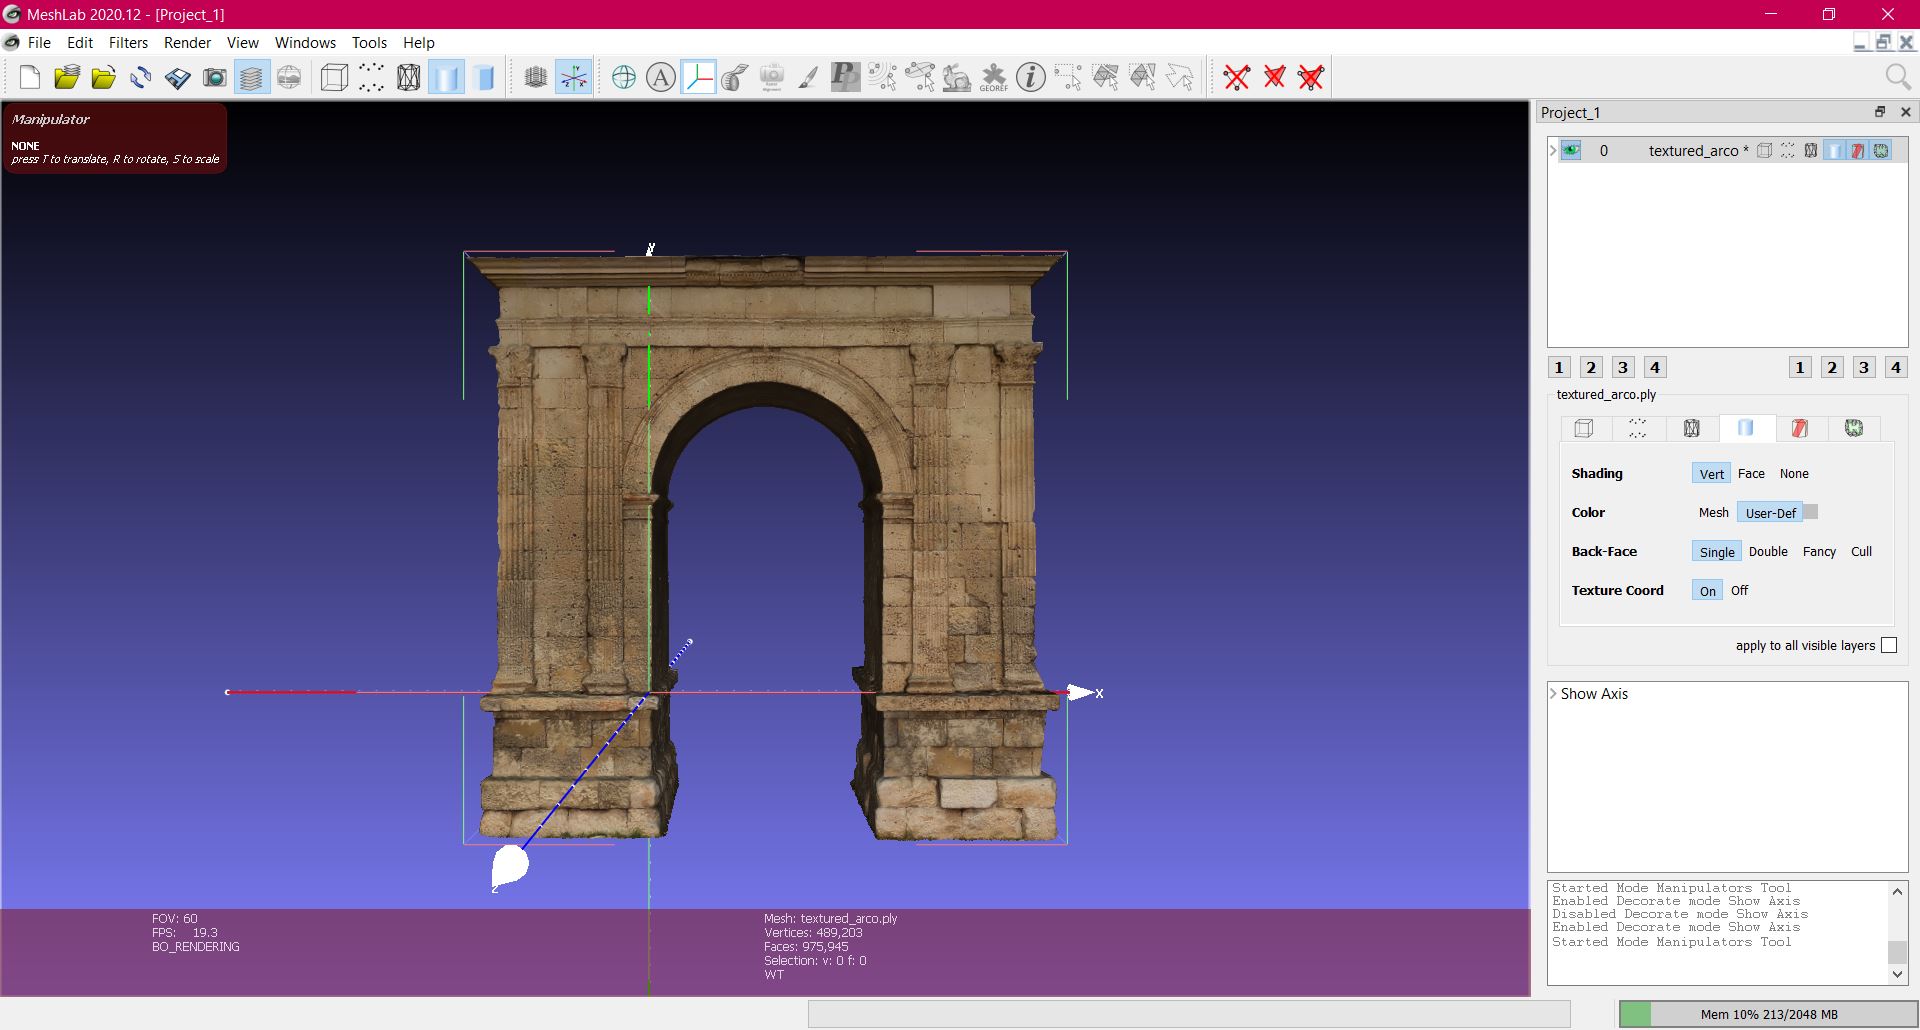 MeshLab 2020.12 - [Project_1]
File Edit Filters Render View Windows Tools Help
A
PP
GEOREF
i
Manipulator
NONE
press T to translate, R to rotate, S to scale
Y
X
Z
FOV: 60
FPS: 19.3
BO_RENDERING
Mesh: textured_arco.ply
Vertices: 489,203
Faces: 975,945
Selection: v: 0 f: 0
WT
Project_1
0 textured_arco *
1 2 3 4 1 2 3 4
textured_arco.ply
Shading Vert Face None
Color Mesh User-Def
Back-Face Single Double Fancy Cull
Texture Coord On Off
apply to all visible layers
Show Axis
Started Mode Manipulators Tool
Enabled Decorate mode Show Axis
Disabled Decorate mode Show Axis
Enabled Decorate mode Show Axis
Started Mode Manipulators Tool
Mem 10% 213/2048 MB